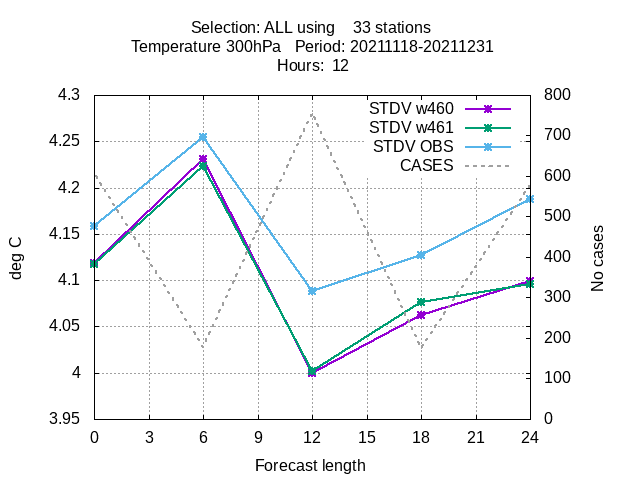 Selection: ALL using    33 stations
Temperature 300hPa   Period: 20211118-20211231
Hours:  12
4.3
4.25
4.2
4.15
4.1
4.05
4
3.95
deg C
STDV w460
STDV w461
STDV OBS
CASES
800
700
600
500
400
300
200
100
0
No cases
0 3 6 9 12 15 18 21 24
Forecast length